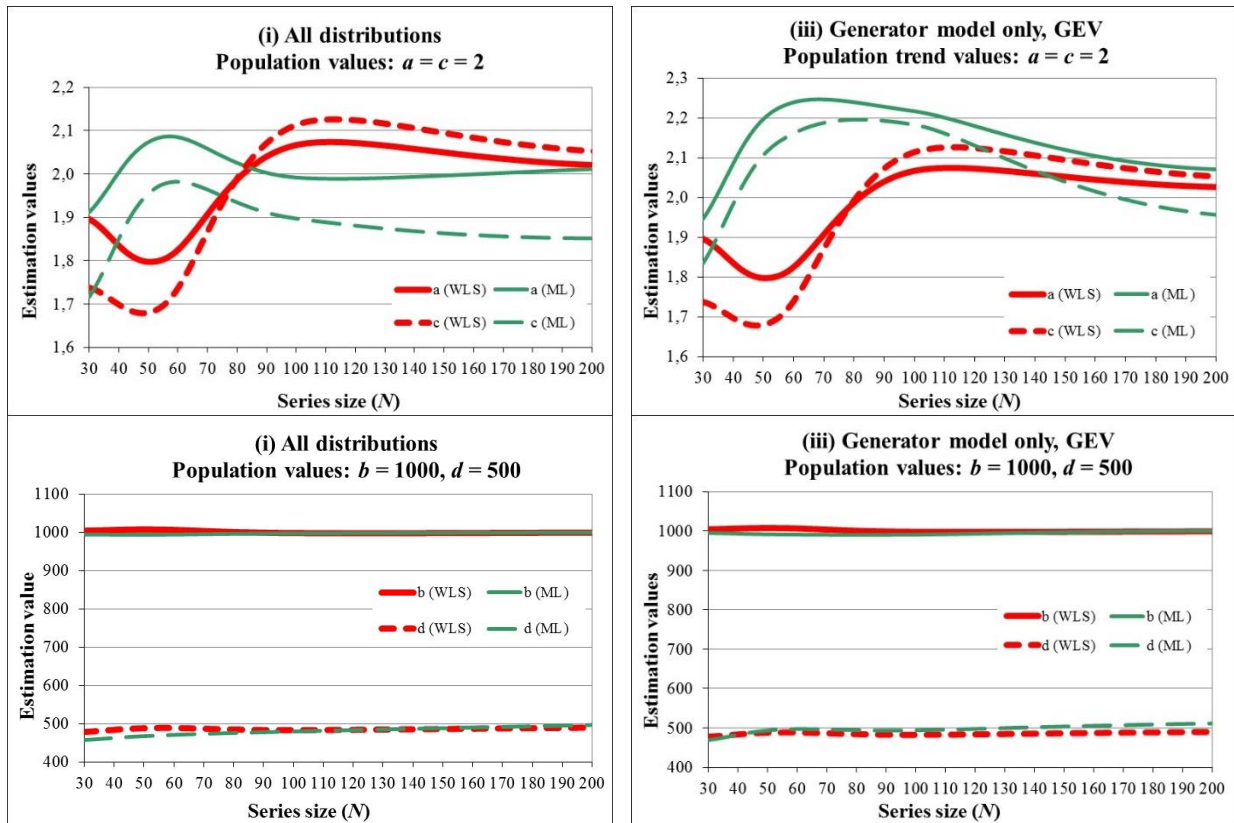 (i) All distributions
Population values: a = c = 2
2,2
2,1
2,0
1,9
1,8
1,7
1,6
Estimation values
a (WLS) a (ML)
c (WLS) c (ML)
30 40 50 60 70 80 90 100 110 120 130 140 150 160 170 180 190 200
Series size (N)
(iii) Generator model only, GEV
Population trend values: a = c = 2
2,3
2,2
2,1
2,0
1,9
1,8
1,7
1,6
Estimation values
a (WLS) a (ML)
c (WLS) c (ML)
30 40 50 60 70 80 90 100 110 120 130 140 150 160 170 180 190 200
Series size (N)
(i) All distributions
Population values: b = 1000, d = 500
1100
1000
900
800
700
600
500
400
Estimation value
b (WLS) b (ML)
d (WLS) d (ML)
30 40 50 60 70 80 90 100 110 120 130 140 150 160 170 180 190 200
Series size (N)
(iii) Generator model only, GEV
Population values: b = 1000, d = 500
1100
1000
900
800
700
600
500
400
Estimation values
b (WLS) b (ML)
d (WLS) d (ML)
30 40 50 60 70 80 90 100 110 120 130 140 150 160 170 180 190 200
Series size (N)